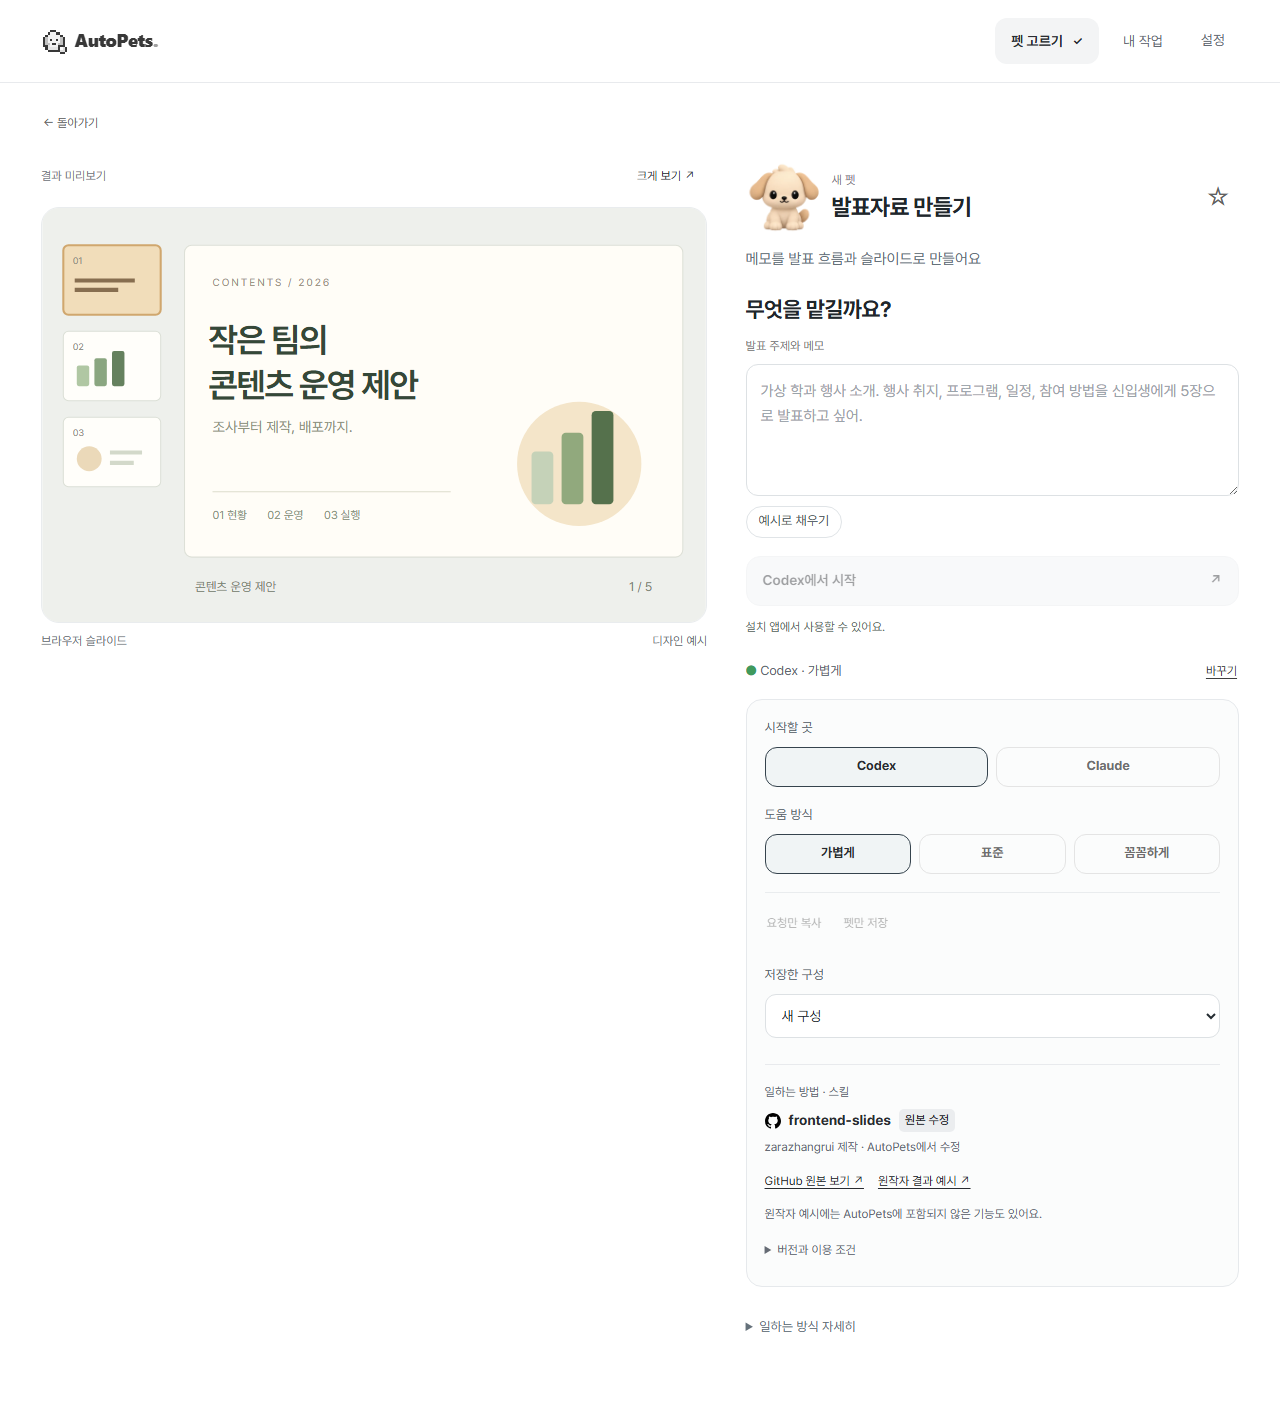 AutoPets.
펫 고르기 ✓
내 작업
설정
← 돌아가기
결과 미리보기
크게 보기 ↗
01
02
03
CONTENTS / 2026
작은 팀의
콘텐츠 운영 제안
조사부터 제작, 배포까지.
01 현황 02 운영 03 실행
콘텐츠 운영 제안
1 / 5
브라우저 슬라이드
디자인 예시
새 펫
발표자료 만들기
☆
메모를 발표 흐름과 슬라이드로 만들어요
무엇을 맡길까요?
발표 주제와 메모
가상 학과 행사 소개. 행사 취지, 프로그램, 일정, 참여 방법을 신입생에게 5장으
로 발표하고 싶어.
예시로 채우기
Codex에서 시작 ↗
설치 앱에서 사용할 수 있어요.
Codex · 가볍게
바꾸기
시작할 곳
Codex
Claude
도움 방식
가볍게
표준
꼼꼼하게
요청만 복사
펫만 저장
저장한 구성
새 구성
일하는 방법 · 스킬
frontend-slides 원본 수정
zarazhangrui 제작 · AutoPets에서 수정
GitHub 원본 보기 ↗ 원작자 결과 예시 ↗
원작자 예시에는 AutoPets에 포함되지 않은 기능도 있어요.
▶ 버전과 이용 조건
▶ 일하는 방식 자세히